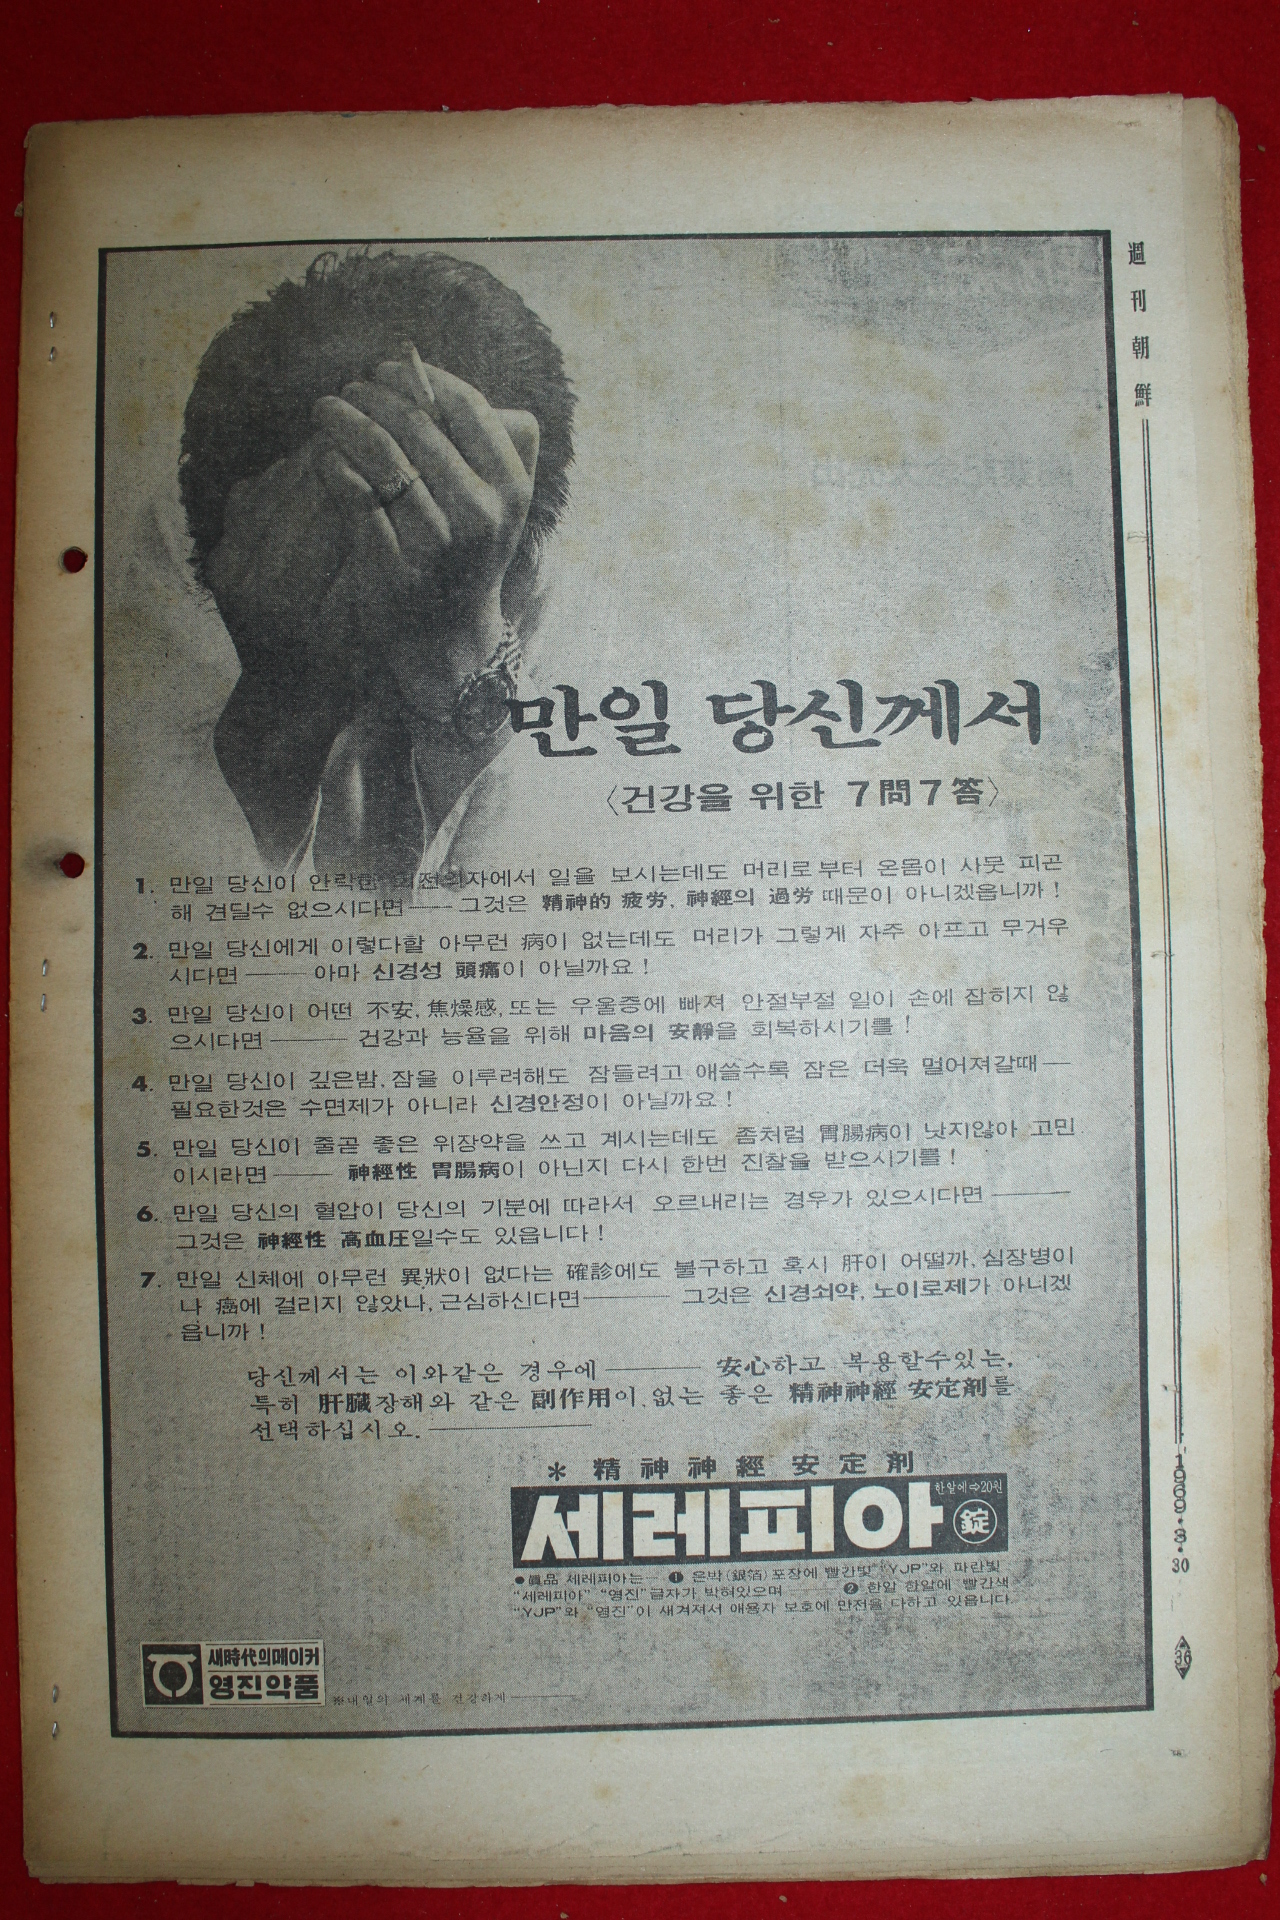 週刊朝鮮
만일 당신께서
〈건강을 위한 7問7答〉
1. 만일 당신이 안락한 회전의자에서 일을 보시는데도 머리로부터 온몸이 사뭇 피곤
해 견딜수 없으시다면―― 그것은 精神的 疲労, 神經의 過労 때문이 아니겠읍니까!
2. 만일 당신에게 이렇다할 아무런 病이 없는데도 머리가 그렇게 자주 아프고 무거우
시다면 ―― 아마 신경성 頭痛이 아닐까요!
3. 만일 당신이 어떤 不安, 焦燥感, 또는 우울증에 빠져 안절부절 일이 손에 잡히지 않
으시다면 ―― 건강과 능율을 위해 마음의 安靜을 회복하시기를!
4. 만일 당신이 깊은밤, 잠을 이루려해도 잠들려고 애쓸수록 잠은 더욱 멀어져갈때 ―
필요한것은 수면제가 아니라 신경안정이 아닐까요!
5. 만일 당신이 줄곧 좋은 위장약을 쓰고 계시는데도 좀처럼 胃腸病이 낫지않아 고민
이시라면 ―― 神經性 胃腸病이 아닌지 다시 한번 진찰을 받으시기를!
6. 만일 당신의 혈압이 당신의 기분에 따라서 오르내리는 경우가 있으시다면 ――
그것은 神經性 高血圧일수도 있읍니다!
7. 만일 신체에 아무런 異狀이 없다는 確診에도 불구하고 혹시 肝이 어떨까, 심장병이
나 癌에 걸리지 않았나, 근심하신다면 ―― 그것은 신경쇠약, 노이로제가 아니겠
읍니까!
당신께서는 이와같은 경우에 ―― 安心하고 복용할수있는,
특히 肝臟장해와 같은 副作用이 없는 좋은 精神神經 安定剤를
선택하십시오. ――
* 精神神經 安定剤
세레피아 錠
한알에⇨20원
● 眞品 세레피아는― ❶ 은박(銀箔)포장에 빨간빛 "YJP"와 파란빛
"세레피아" "영진"글자가 박혀있으며 ―― ❷ 한알 한알에 빨간색
"YJP"와 "영진"이 새겨져서 애용자 보호에 만전을 다하고 있읍니다
새時代의메이커
영진약품
※내일의 세계를 건강하게――
1969・3・30
36